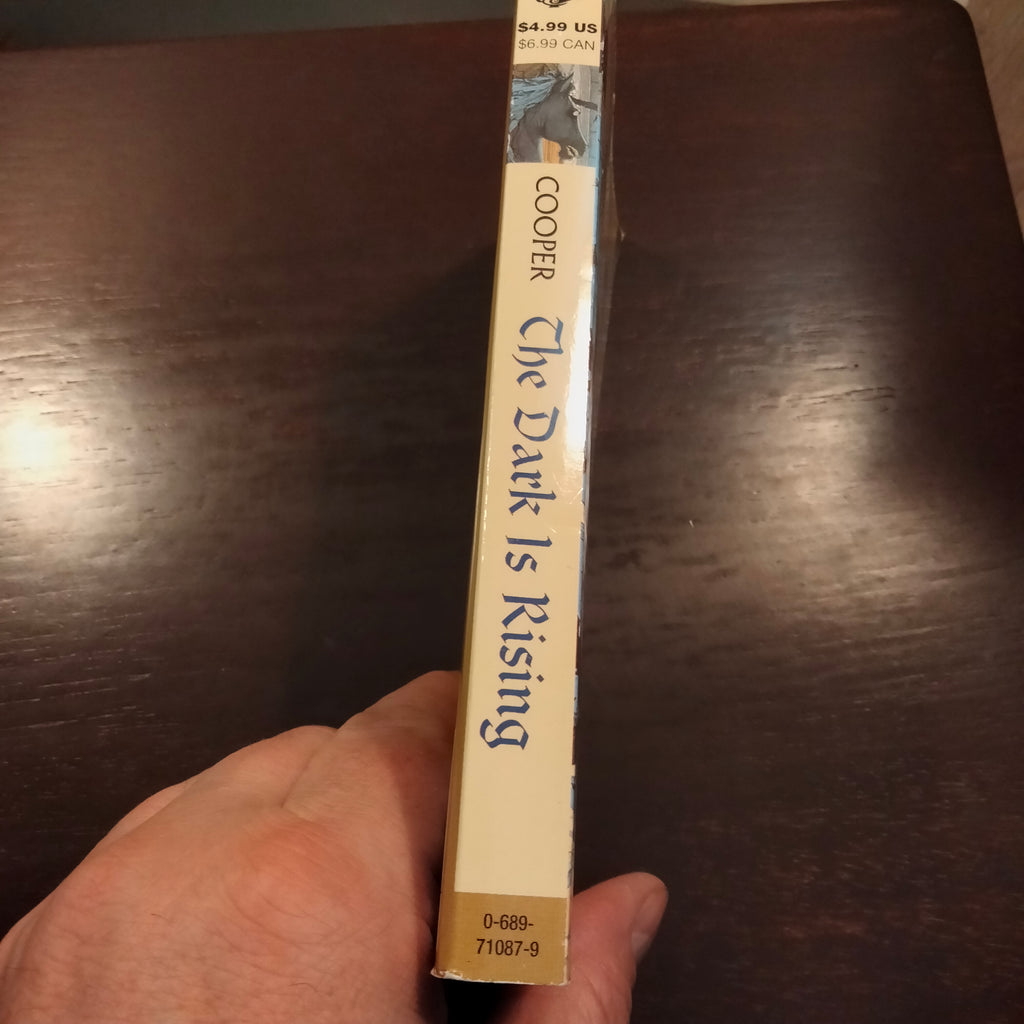 $4.99 US
$6.99 CAN
COOPER The Dark Is Rising
0-689-
71087-9